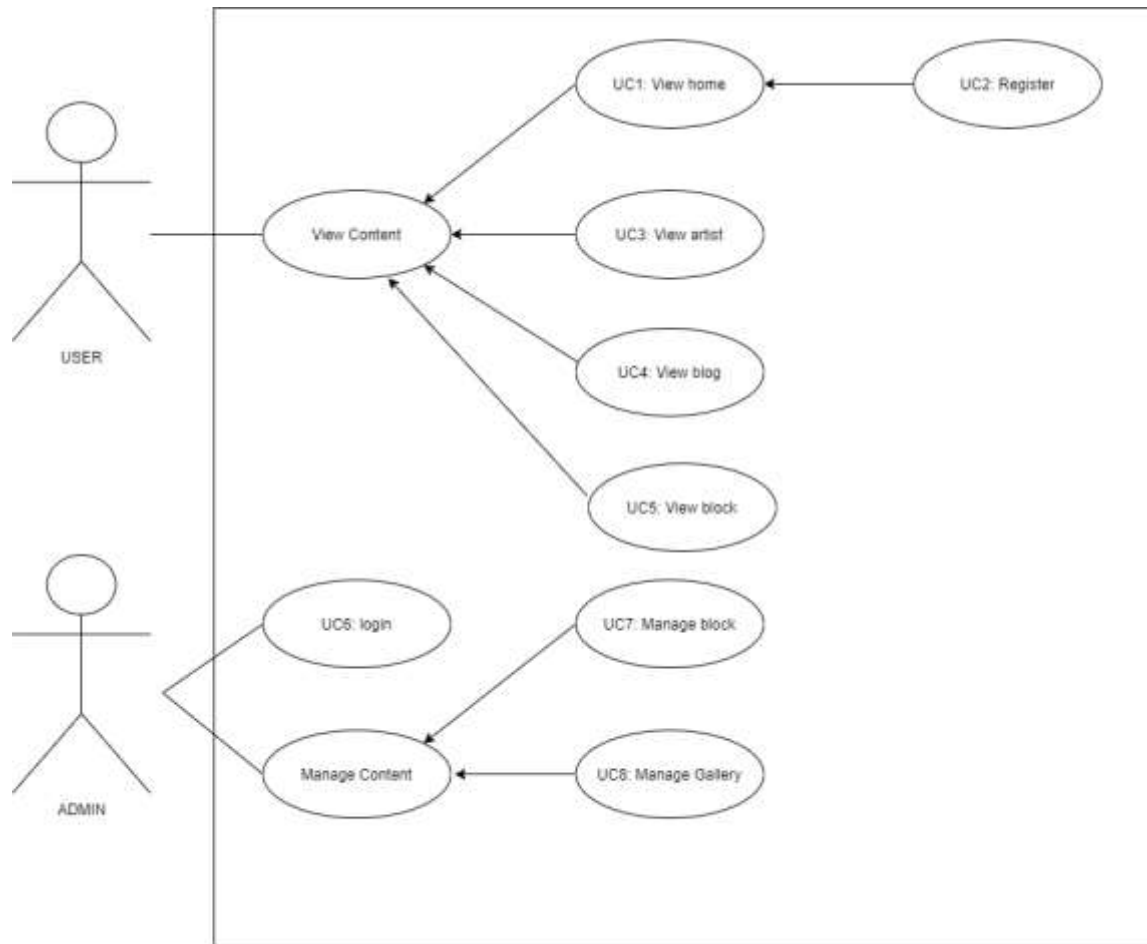 UC1: View home
UC2: Register
View Content
UC3: View artist
USER
UC4: View blog
UC5: View block
UC6: login
UC7: Manage block
ADMIN
Manage Content
UC8: Manage Gallery